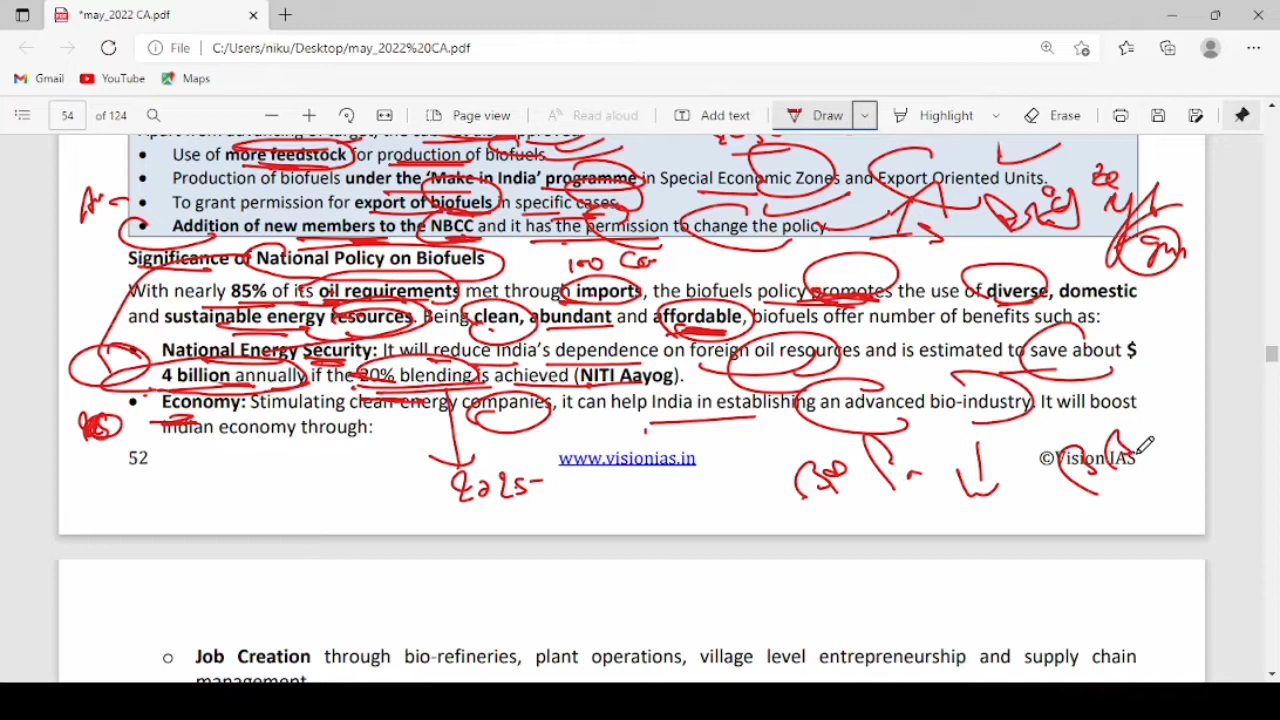 *may_2022 CA.pdf
File C:/Users/niku/Desktop/may_2022%20CA.pdf
Gmail YouTube Maps
54 of 124 Page view Read aloud Add text Draw Highlight Erase
• Use of more feedstock for production of biofuels
• Production of biofuels under the 'Make in India' programme in Special Economic Zones and Export Oriented Units.
• To grant permission for export of biofuels in specific cases.
• Addition of new members to the NBCC and it has the permission to change the policy
Significance of National Policy on Biofuels
100 Cr
With nearly 85% of its oil requirements met through imports, the biofuels policy promotes the use of diverse, domestic
and sustainable energy resources. Being clean, abundant and affordable, biofuels offer number of benefits such as:
National Energy Security: It will reduce India's dependence on foreign oil resources and is estimated to save about $
4 billion annually if the 20% blending is achieved (NITI Aayog).
• Economy: Stimulating clean energy companies, it can help India in establishing an advanced bio-industry. It will boost
Indian economy through:
52 www.visionias.in ©Vision IAS
2025
o Job Creation through bio-refineries, plant operations, village level entrepreneurship and supply chain
management